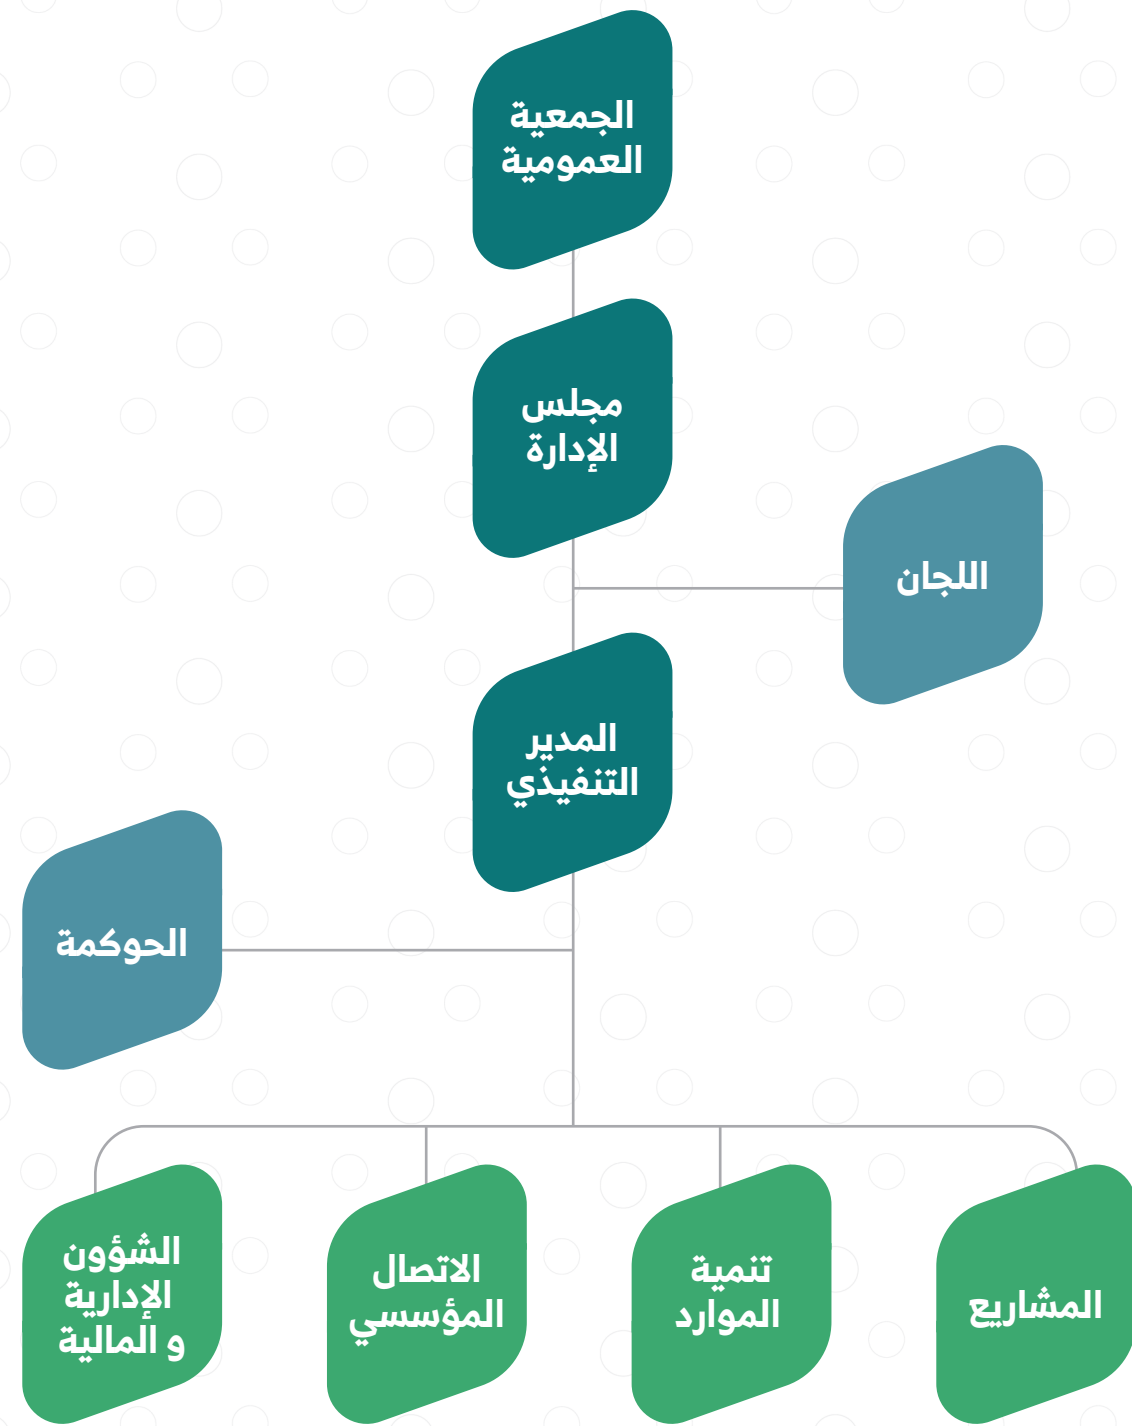 الجمعية
العمومية
مجلس
الإدارة
اللجان
المدير
التنفيذي
الحوكمة
المشاريع
تنمية
الموارد
الاتصال
المؤسسي
الشؤون
الإدارية
و المالية